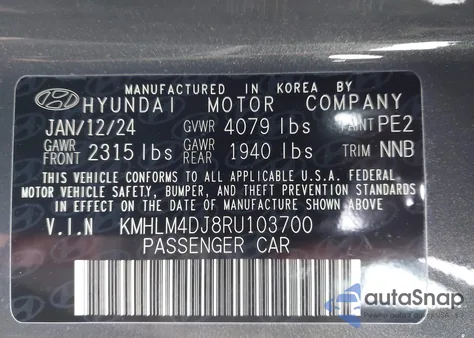 MANUFACTURED IN KOREA BY
HYUNDAI MOTOR COMPANY
JAN/12/24 GVWR 4079 lbs PAINT PE2
GAWR FRONT 2315 lbs GAWR REAR 1940 lbs TRIM NNB
THIS VEHICLE CONFORMS TO ALL APPLICABLE U.S.A. FEDERAL
MOTOR VEHICLE SAFETY, BUMPER, AND THEFT PREVENTION STANDARDS
IN EFFECT ON THE DATE OF MANUFACTURE SHOWN ABOVE.
V.I.N KMHLM4DJ8RU103700
PASSENGER CAR
autoSnap